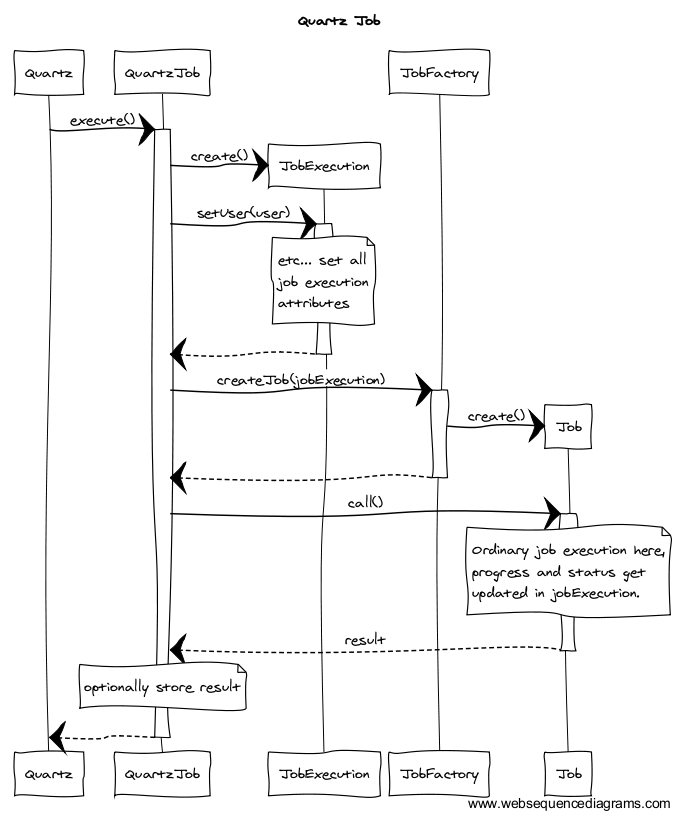 Quartz Job
Quartz
QuartzJob
JobFactory
execute()
create()
JobExecution
setUser(user)
etc... set all
job execution
attributes
createJob(jobExecution)
create()
Job
call()
Ordinary job execution here,
progress and status get
updated in jobExecution.
result
optionally store result
Quartz
QuartzJob
JobExecution
JobFactory
Job
www.websequencediagrams.com